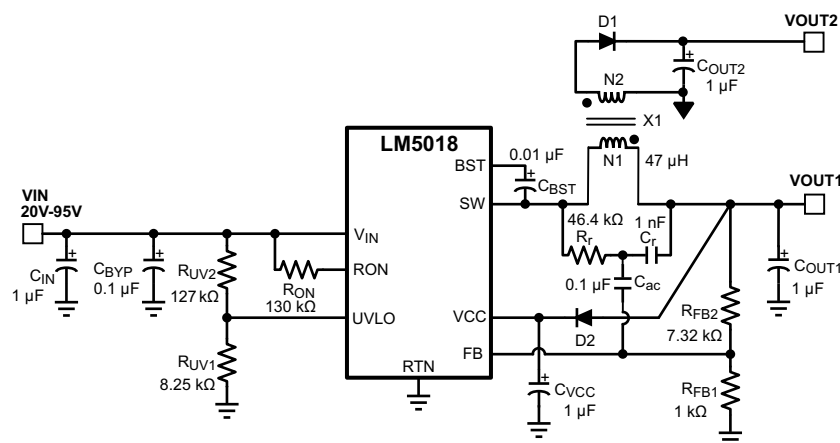 D1
VOUT2
+
COUT2
1 µF
N2
X1
LM5018
BST
0.01 µF
+
CBST
N1
47 µH
VIN
20V-95V
SW
VOUT1
46.4 kΩ
Rr
1 nF
Cr
VIN
+
CIN
1 µF
CBYP
0.1 µF
+
RUV2
127 kΩ
RON
130 kΩ
RON
0.1 µF
Cac
+
COUT1
1 µF
UVLO
VCC
D2
RFB2
7.32 kΩ
FB
RUV1
8.25 kΩ
RTN
+
CVCC
1 µF
RFB1
1 kΩ